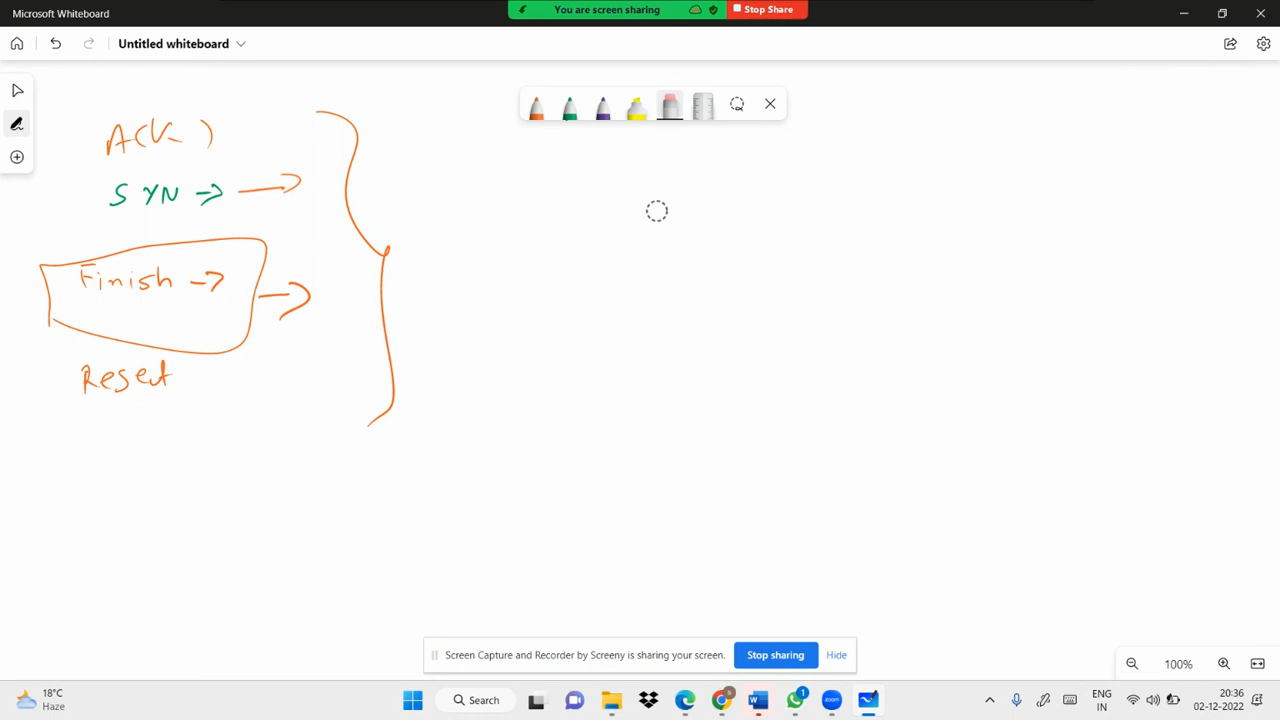 Microsoft Whiteboard
You are screen sharing
Stop Share
Untitled whiteboard
ACK )
SYN →
Finish →
Reset
Screen Capture and Recorder by Screeny is sharing your screen.
Stop sharing
Hide
100%
18°C
Haze
Search
3
1
ENG
IN
20:36
02-12-2022